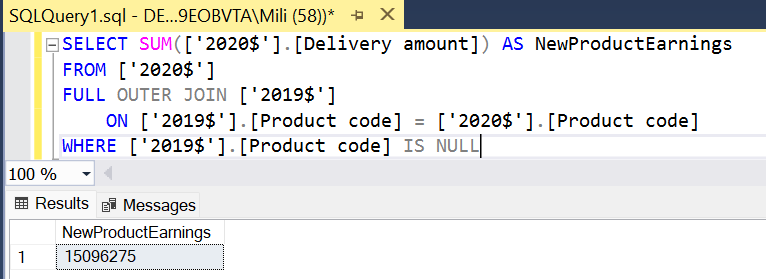 SQLQuery1.sql - DE...9EOBVTA\Mili (58))*
SELECT SUM(['2020$'].[Delivery amount]) AS NewProductEarnings
FROM ['2020$']
FULL OUTER JOIN ['2019$']
ON ['2019$'].[Product code] = ['2020$'].[Product code]
WHERE ['2019$'].[Product code] IS NULL
100 %
Results Messages
NewProductEarnings
1 15096275